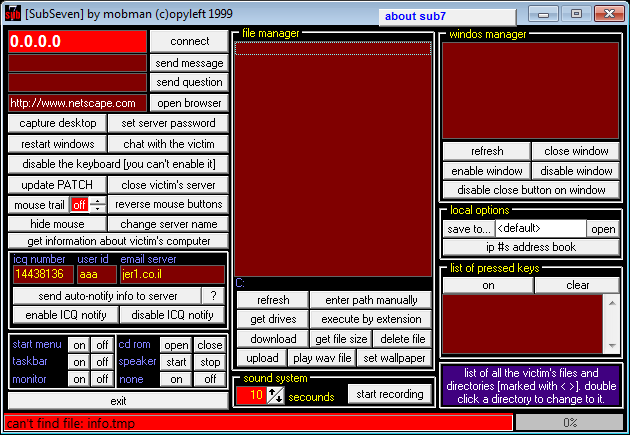 [SubSeven] by mobman (c)opyleft 1999
about sub7
0.0.0.0
connect
send message
send question
http://www.netscape.com
open browser
capture desktop
set server password
restart windows
chat with the victim
disable the keyboard [you can't enable it]
update PATCH
close victim's server
mouse trail
off
reverse mouse buttons
hide mouse
change server name
get information about victim's computer
icq number
user id
email server
14438136
aaa
jer1.co.il
send auto-notify info to server
?
enable ICQ notify
disable ICQ notify
start menu
on
off
cd rom
open
close
taskbar
on
off
speaker
start
stop
monitor
on
off
none
on
off
exit
file manager
C:
refresh
enter path manually
get drives
execute by extension
download
get file size
delete file
upload
play wav file
set wallpaper
sound system
10
secounds
start recording
windos manager
refresh
close window
enable window
disable window
disable close button on window
local options
save to...
<default>
open
ip #s address book
list of pressed keys
on
clear
list of all the victim's files and
directories [marked with < >]. double
click a directory to change to it.
can't find file: info.tmp
0%